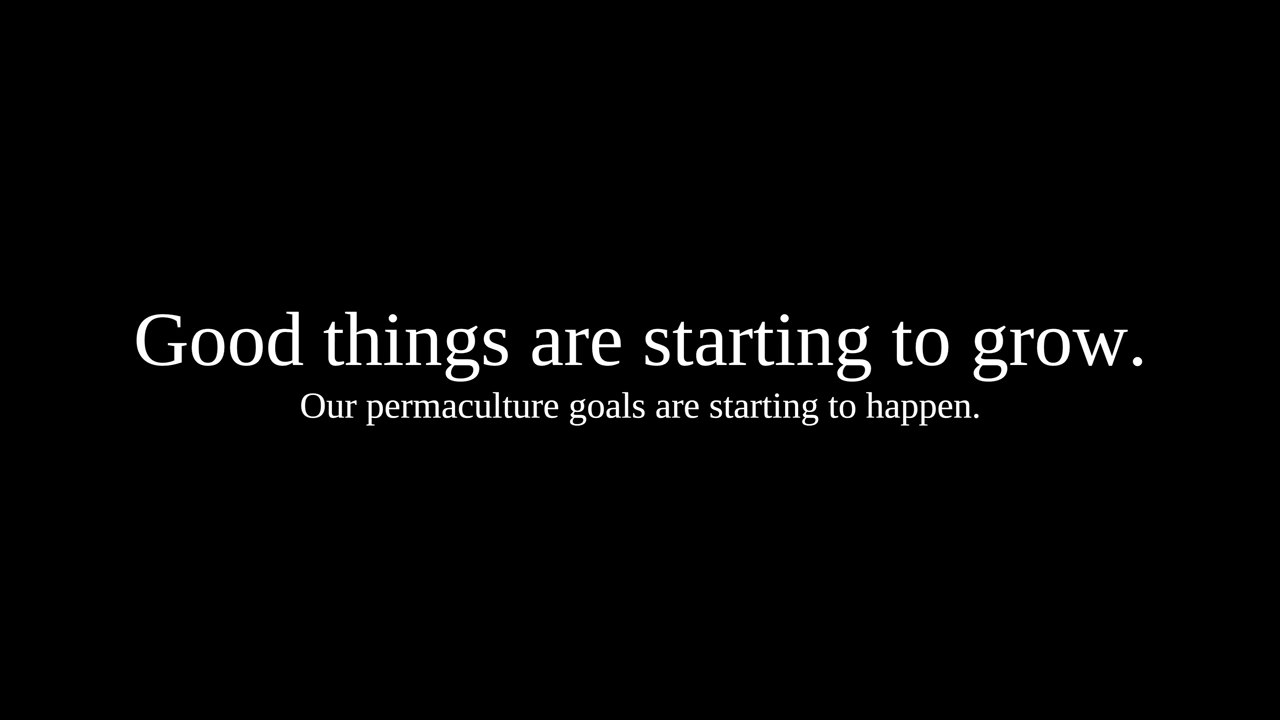 Good things are starting to grow.
Our permaculture goals are starting to happen.